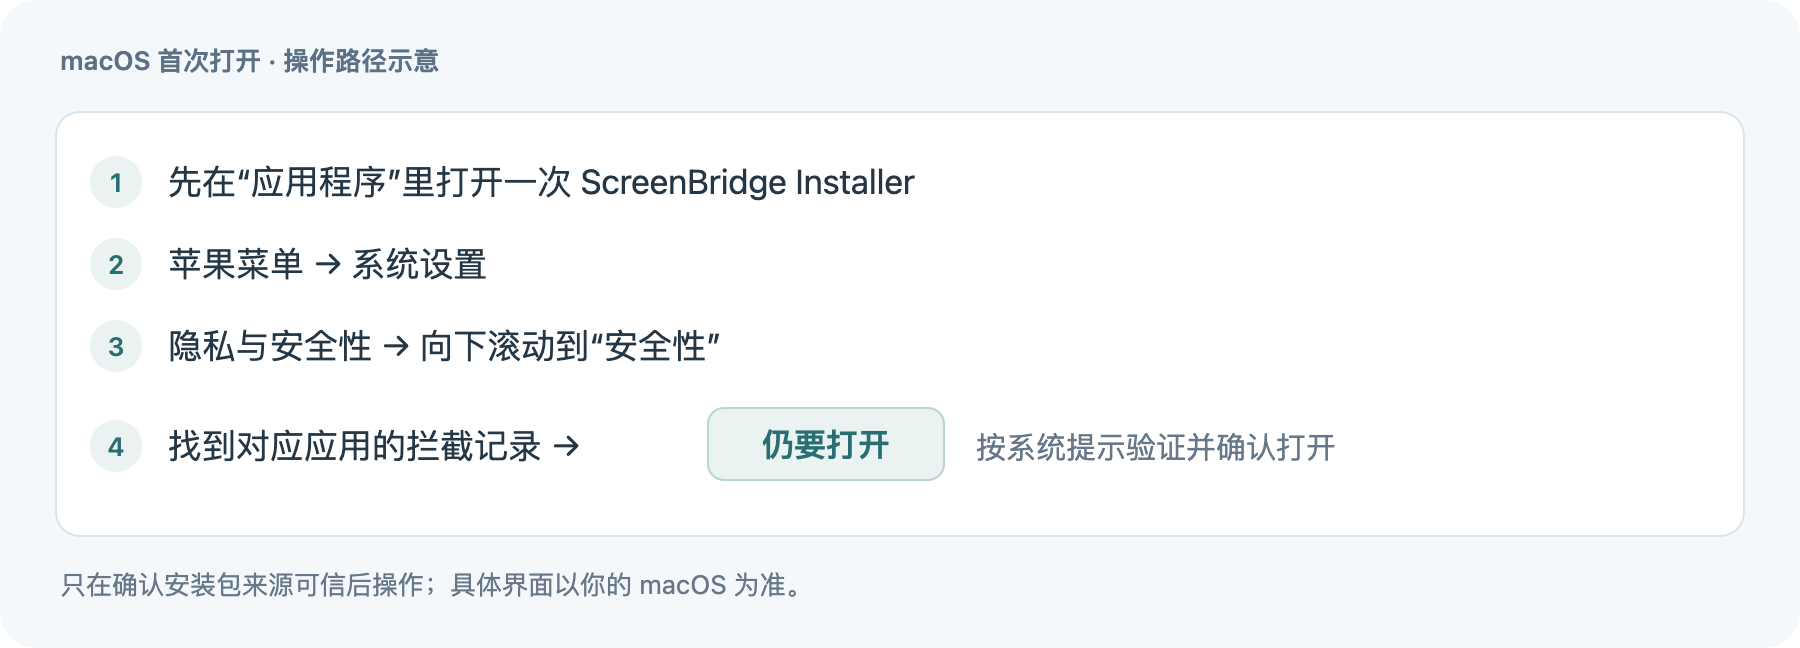 macOS 首次打开 · 操作路径示意
1 先在“应用程序”里打开一次 ScreenBridge Installer
2 苹果菜单 → 系统设置
3 隐私与安全性 → 向下滚动到“安全性”
4 找到对应应用的拦截记录 → 仍要打开 按系统提示验证并确认打开
只在确认安装包来源可信后操作；具体界面以你的 macOS 为准。